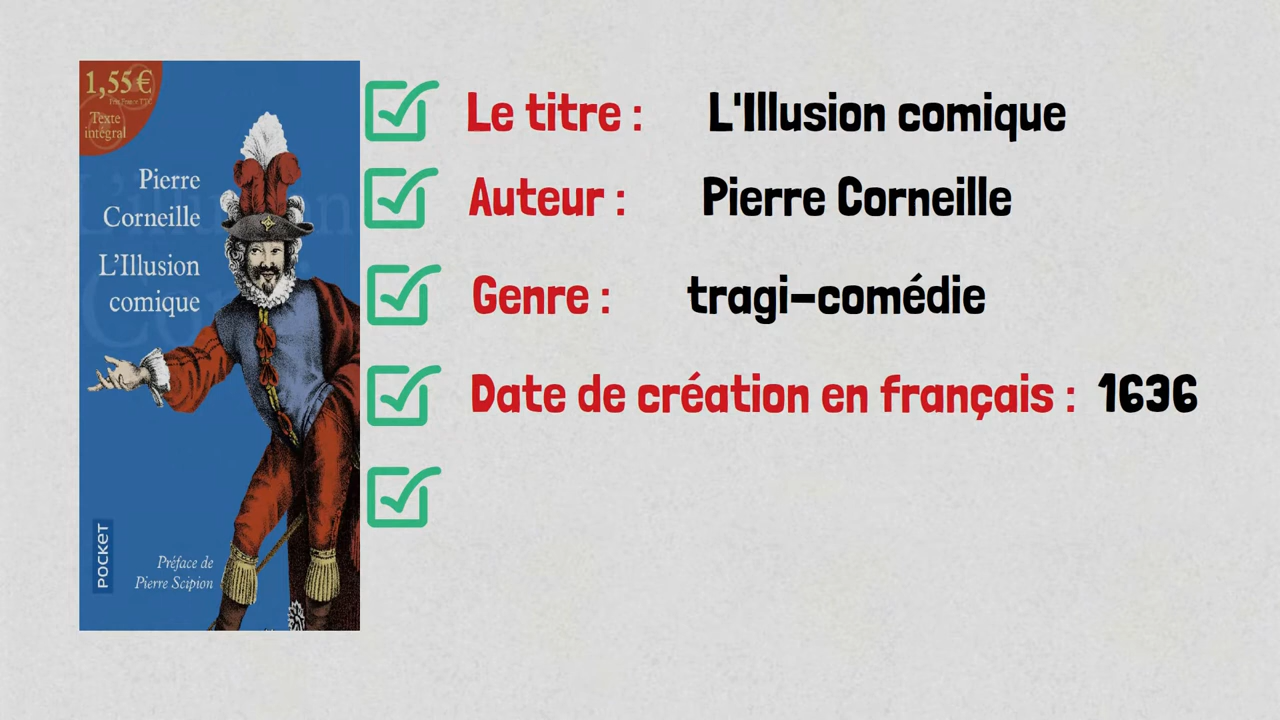 1,55 €
Texte
intégral
Pierre
Corneille
L'Illusion
comique
POCKET
Préface de
Pierre Scipion
Le titre : L'Illusion comique
Auteur : Pierre Corneille
Genre : tragi-comédie
Date de création en français : 1636